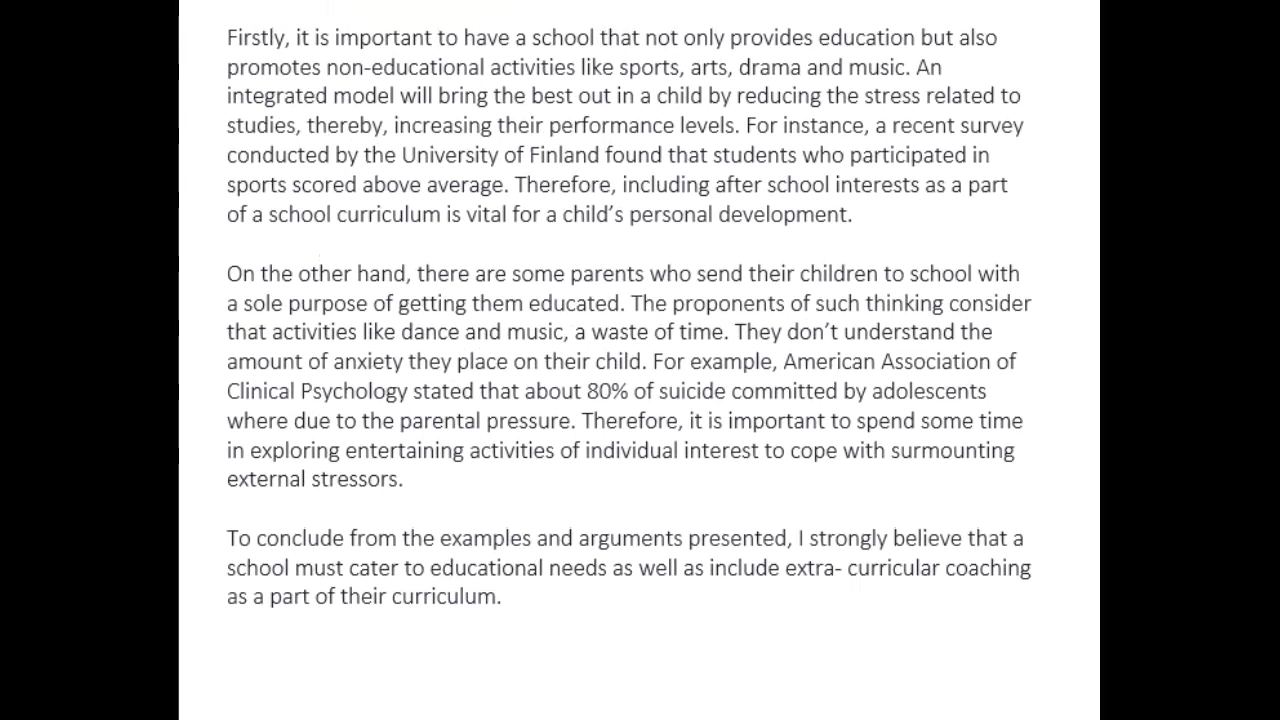 Firstly, it is important to have a school that not only provides education but also
promotes non-educational activities like sports, arts, drama and music. An
integrated model will bring the best out in a child by reducing the stress related to
studies, thereby, increasing their performance levels. For instance, a recent survey
conducted by the University of Finland found that students who participated in
sports scored above average. Therefore, including after school interests as a part
of a school curriculum is vital for a child’s personal development.
On the other hand, there are some parents who send their children to school with
a sole purpose of getting them educated. The proponents of such thinking consider
that activities like dance and music, a waste of time. They don’t understand the
amount of anxiety they place on their child. For example, American Association of
Clinical Psychology stated that about 80% of suicide committed by adolescents
where due to the parental pressure. Therefore, it is important to spend some time
in exploring entertaining activities of individual interest to cope with surmounting
external stressors.
To conclude from the examples and arguments presented, I strongly believe that a
school must cater to educational needs as well as include extra- curricular coaching
as a part of their curriculum.